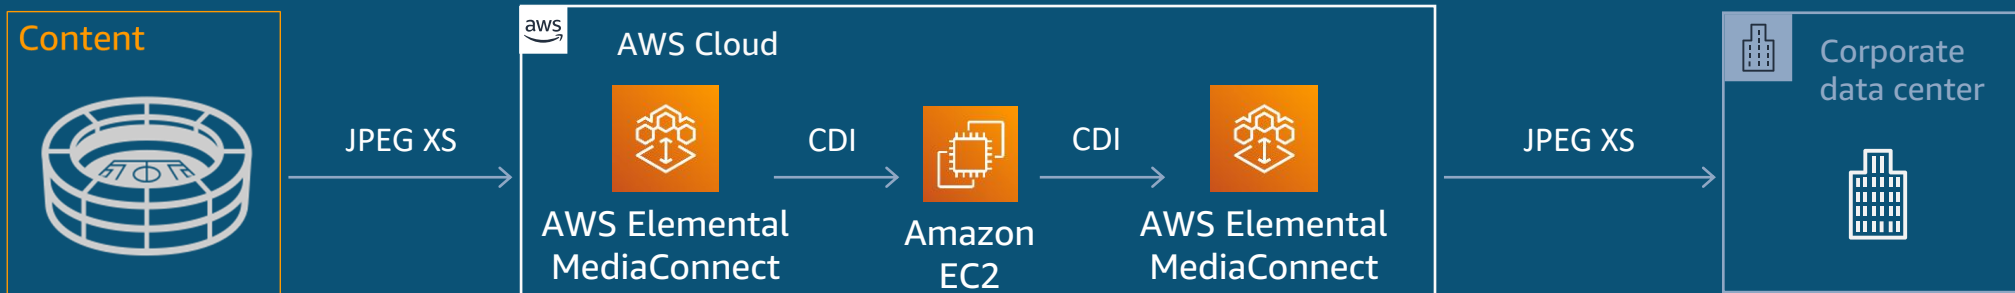 Content
JPEG XS
aws
AWS Cloud
AWS Elemental
MediaConnect
CDI
Amazon
EC2
CDI
AWS Elemental
MediaConnect
JPEG XS
Corporate
data center